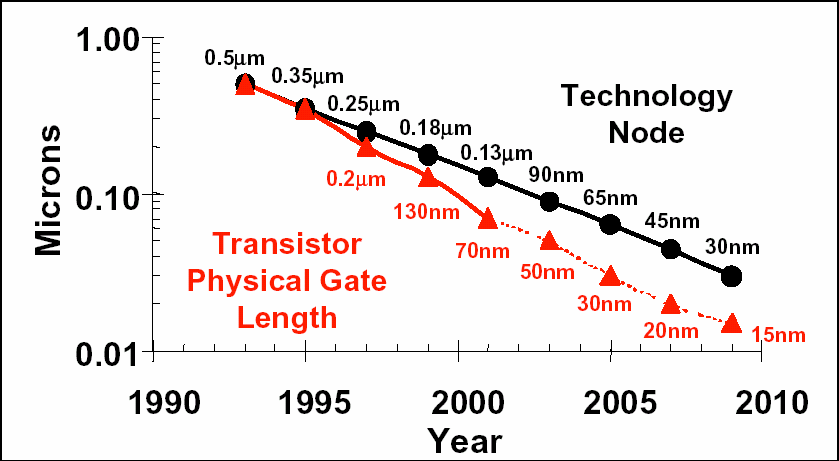 1.00
0.10
0.01
Microns
0.5μm
0.35μm
0.25μm
0.18μm
0.13μm
90nm
65nm
45nm
30nm
Technology
Node
0.2μm
130nm
70nm
50nm
30nm
20nm
15nm
Transistor
Physical Gate
Length
1990
1995
2000
2005
2010
Year